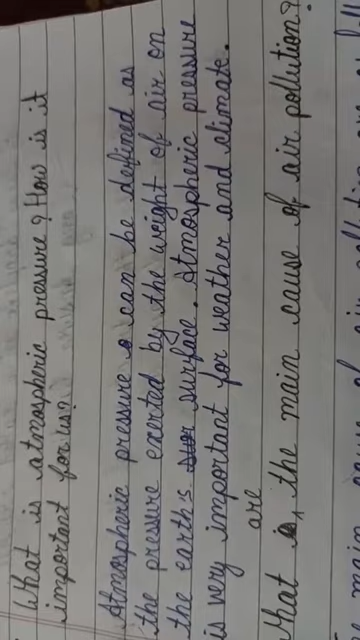 What is atmospheric pressure? How is it
important for us?
Atmospheric pressure can be defined as
the pressure exerted by the weight of air on
the earths surface. Atmospheric pressure
is very important for weather and climate.
are
What is the main cause of air pollution?